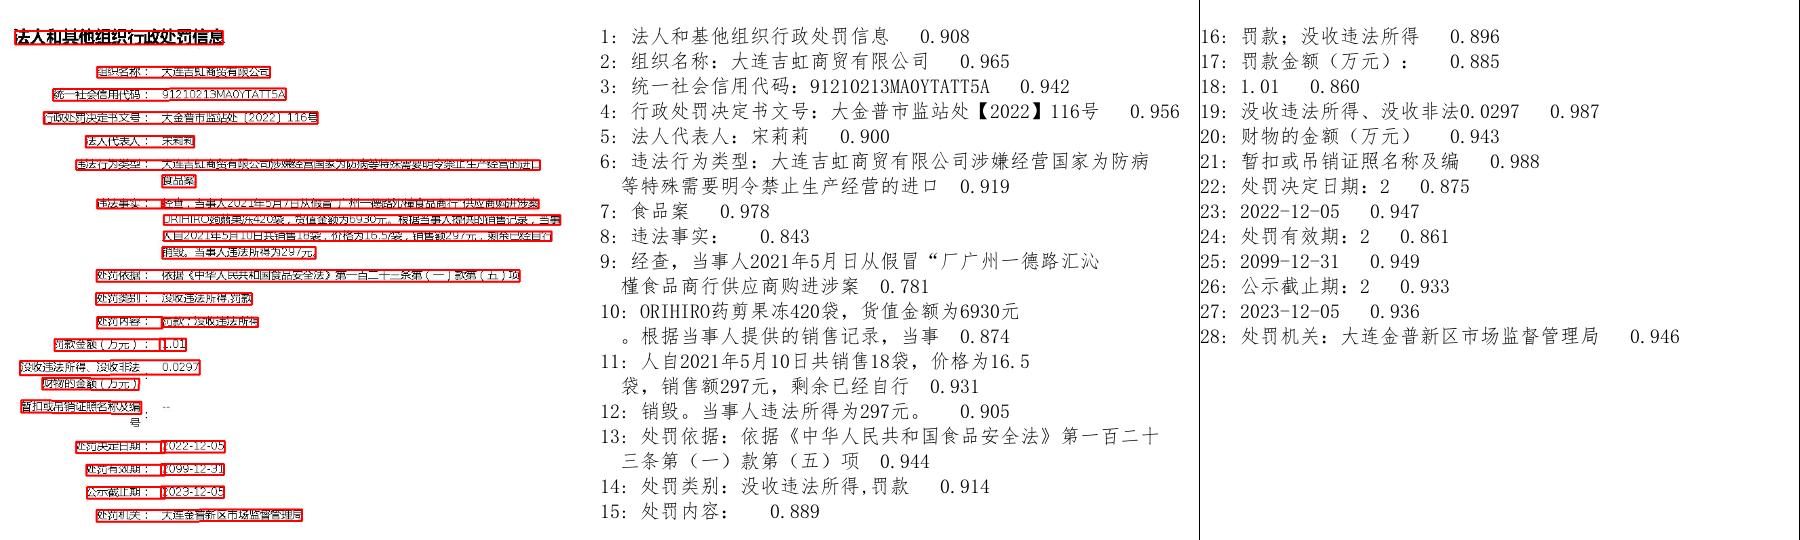 法人和其他组织行政处罚信息
组织名称： 大连吉虹商贸有限公司
统一社会信用代码： 91210213MA0YTATT5A
行政处罚决定书文号： 大金普市监站处〔2022〕116号
法人代表人： 宋莉莉
违法行为类型： 大连吉虹商贸有限公司涉嫌经营国家为防病等特殊需要明令禁止生产经营的进口
食品案
违法事实： 经查，当事人2021年5月7日从假冒“广州一德路汇槿食品商行”供应商购进涉案
ORIHIRO蒟蒻果冻420袋，货值金额为6930元。根据当事人提供的销售记录，当事
人自2021年5月10日共销售18袋，价格为16.5/袋，销售额297元，剩余已经自行
销毁。当事人违法所得为297元。
处罚依据： 依据《中华人民共和国食品安全法》第一百二十三条第（一）款第（五）项
处罚类别： 没收违法所得,罚款
处罚内容： 罚款；没收违法所得
罚款金额（万元）： 1.01
没收违法所得、没收非法 0.0297
财物的金额（万元）：
暂扣或吊销证照名称及编 --
号：
处罚决定日期： 2022-12-05
处罚有效期： 2099-12-31
公示截止期： 2023-12-05
处罚机关： 大连金普新区市场监督管理局
1: 法人和基他组织行政处罚信息 0.908
2: 组织名称：大连吉虹商贸有限公司 0.965
3: 统一社会信用代码：91210213MA0YTATT5A 0.942
4: 行政处罚决定书文号：大金普市监站处【2022】116号 0.956
5: 法人代表人：宋莉莉 0.900
6: 违法行为类型：大连吉虹商贸有限公司涉嫌经营国家为防病
等特殊需要明令禁止生产经营的进口 0.919
7: 食品案 0.978
8: 违法事实： 0.843
9: 经查，当事人2021年5月日从假冒“厂广州一德路汇沁
槿食品商行供应商购进涉案 0.781
10: ORIHIRO药剪果冻420袋，货值金额为6930元
。根据当事人提供的销售记录，当事 0.874
11: 人自2021年5月10日共销售18袋，价格为16.5
袋，销售额297元，剩余已经自行 0.931
12: 销毁。当事人违法所得为297元。 0.905
13: 处罚依据：依据《中华人民共和国食品安全法》第一百二十
三条第（一）款第（五）项 0.944
14: 处罚类别：没收违法所得,罚款 0.914
15: 处罚内容： 0.889
16: 罚款；没收违法所得 0.896
17: 罚款金额（万元）： 0.885
18: 1.01 0.860
19: 没收违法所得、没收非法0.0297 0.987
20: 财物的金额（万元） 0.943
21: 暂扣或吊销证照名称及编 0.988
22: 处罚决定日期：2 0.875
23: 2022-12-05 0.947
24: 处罚有效期：2 0.861
25: 2099-12-31 0.949
26: 公示截止期：2 0.933
27: 2023-12-05 0.936
28: 处罚机关：大连金普新区市场监督管理局 0.946